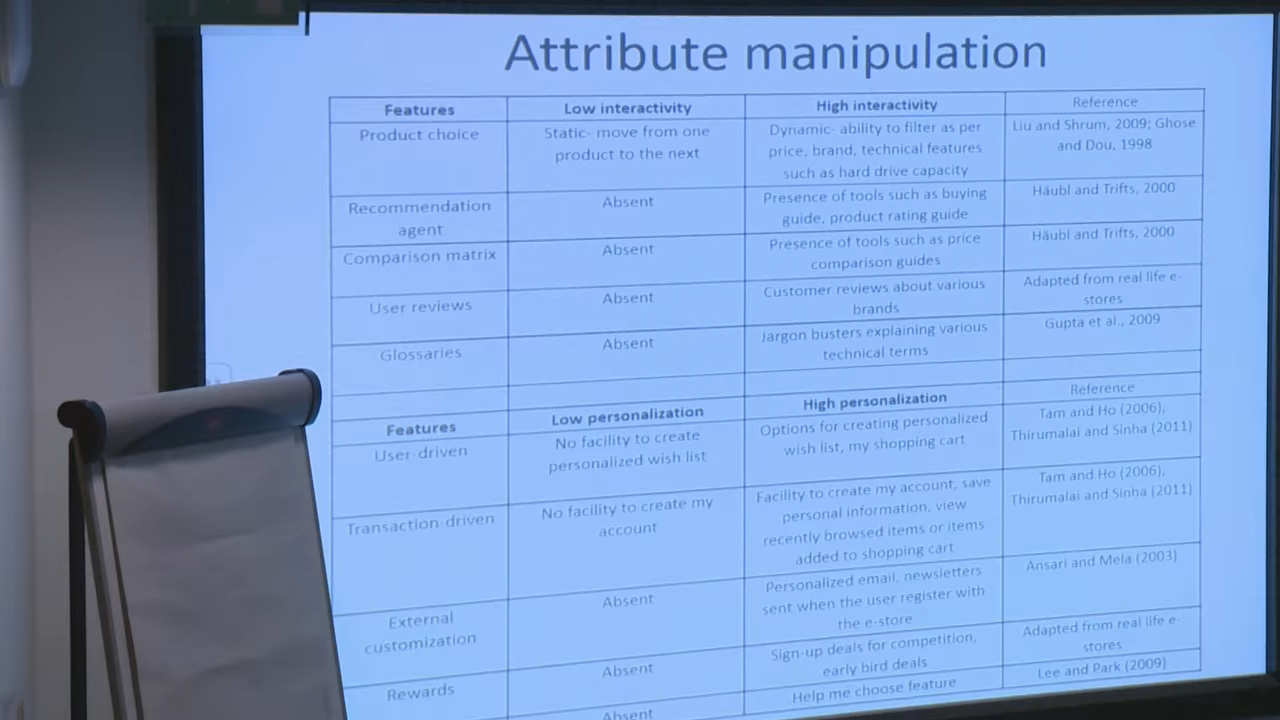 Attribute manipulation
Features
Low interactivity
High interactivity
Reference
Product choice
Static- move from one
product to the next
Dynamic- ability to filter as per
price, brand, technical features
such as hard drive capacity
Liu and Shrum, 2009; Ghose
and Dou, 1998
Recommendation
agent
Absent
Presence of tools such as buying
guide, product rating guide
Häubl and Trifts, 2000
Comparison matrix
Absent
Presence of tools such as price
comparison guides
Häubl and Trifts, 2000
User reviews
Absent
Customer reviews about various
brands
Adapted from real life e-
stores
Glossaries
Absent
Jargon busters explaining various
technical terms
Gupta et al., 2009
Features
Low personalization
High personalization
Reference
User-driven
No facility to create
personalized wish list
Options for creating personalized
wish list, my shopping cart
Tam and Ho (2006),
Thirumalai and Sinha (2011)
Transaction-driven
No facility to create my
account
Facility to create my account, save
personal information, view
recently browsed items or items
added to shopping cart
Tam and Ho (2006),
Thirumalai and Sinha (2011)
External
customization
Absent
Personalized email, newsletters
sent when the user register with
the e-store
Ansari and Mela (2003)
Rewards
Absent
Sign-up deals for competition,
early bird deals
Adapted from real life e-
stores
Absent
Help me choose feature
Lee and Park (2009)